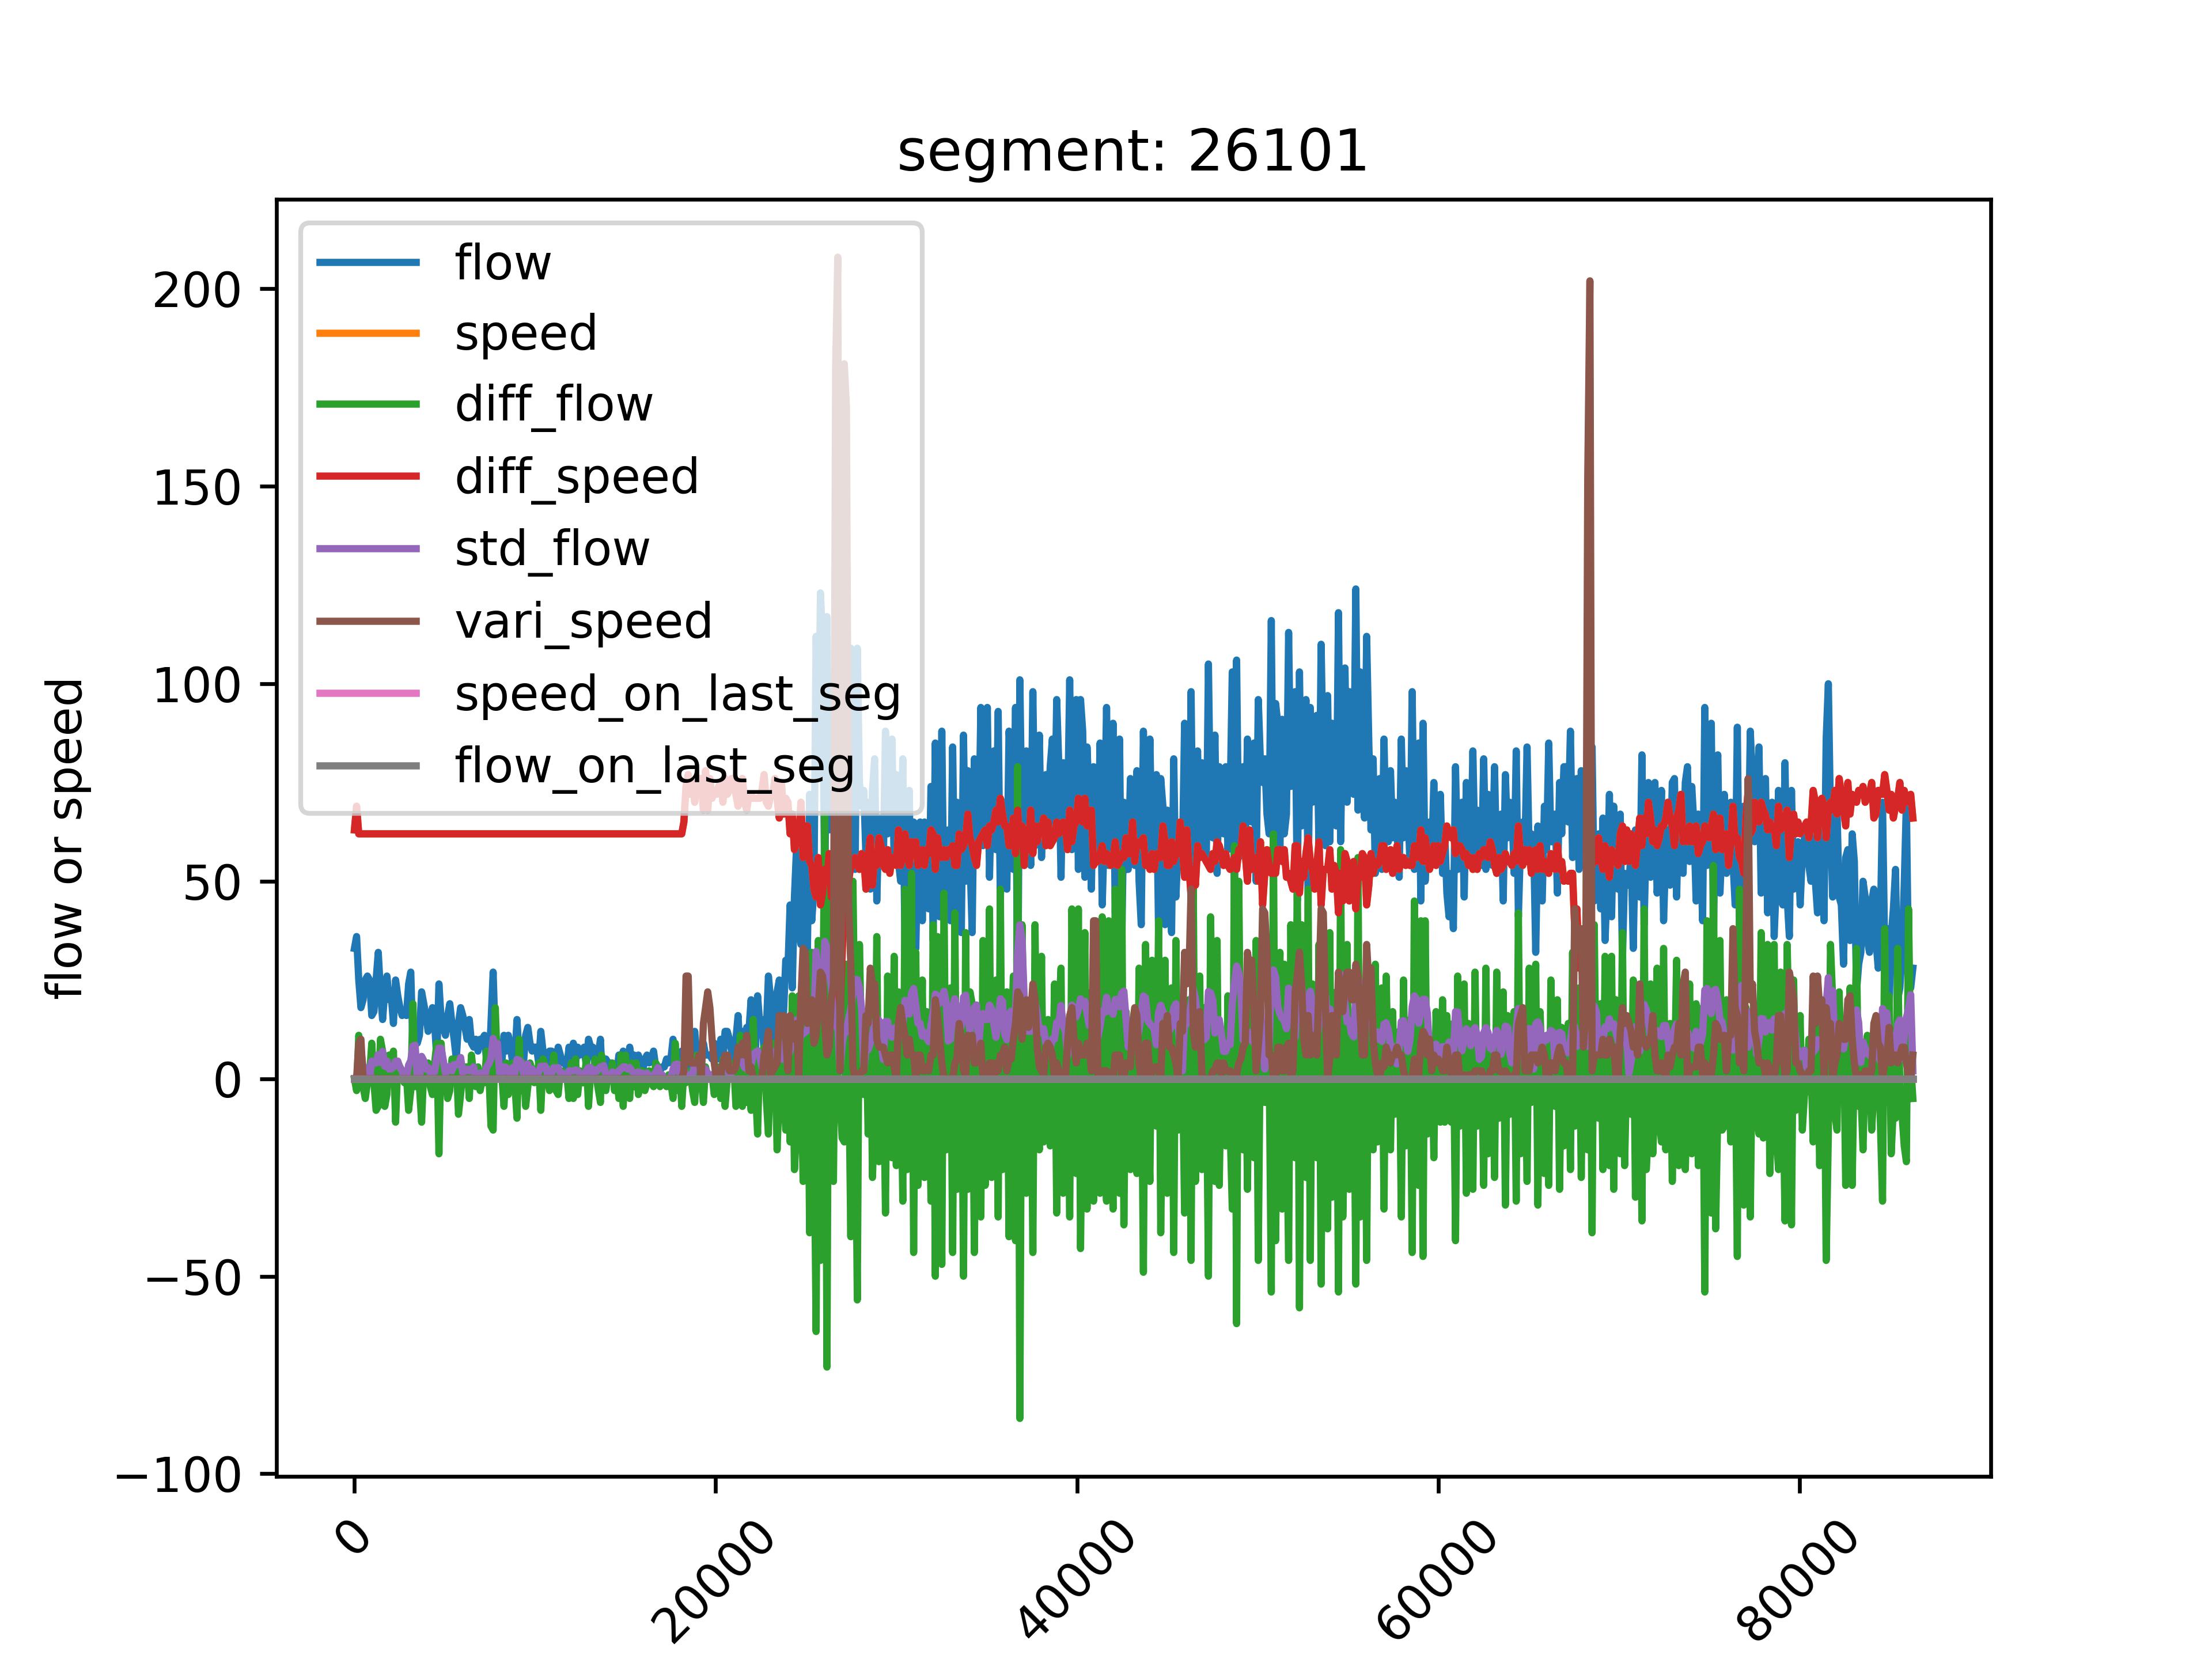 segment: 26101
flow
speed
diff_flow
diff_speed
std_flow
vari_speed
speed_on_last_seg
flow_on_last_seg
flow or speed
200
150
100
50
0
−50
−100
0
20000
40000
60000
80000